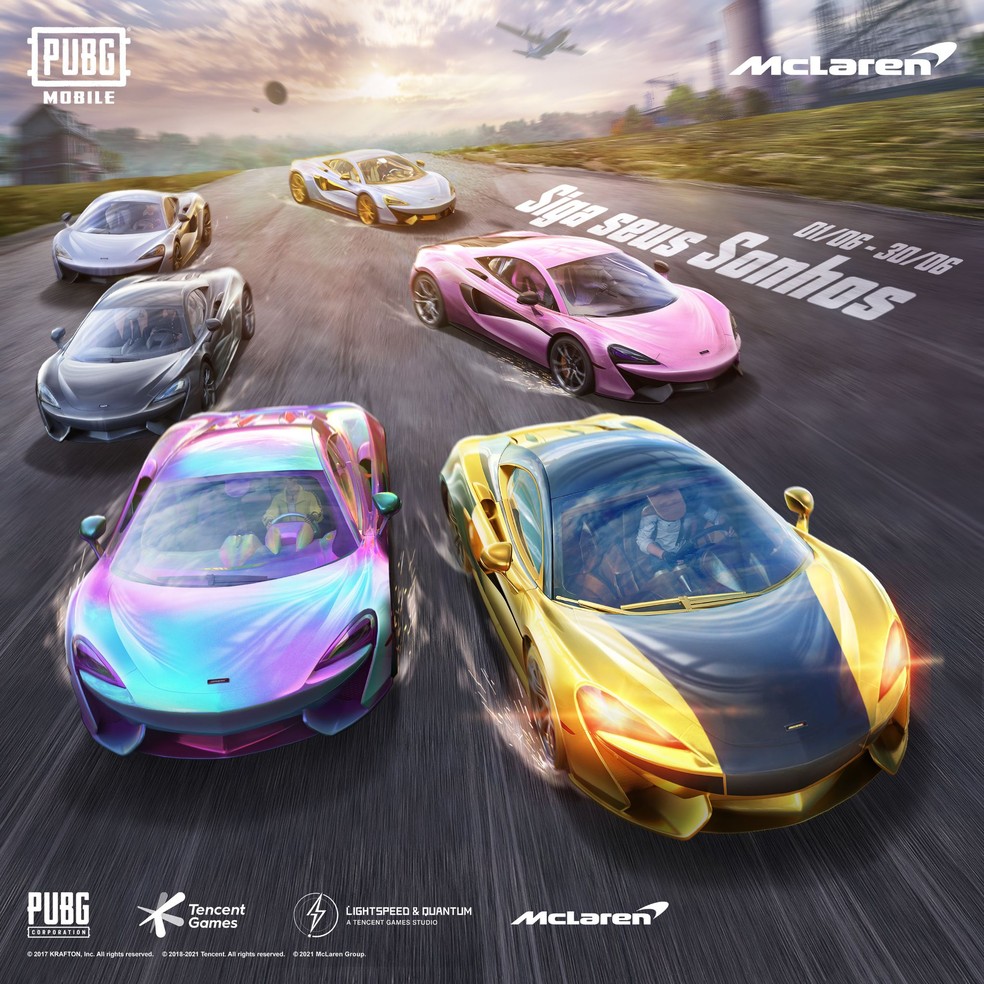 PUBG
MOBILE
McLaren
Siga seus Sonhos
01/06 - 30/06
PUBG
CORPORATION
Tencent
Games
LIGHTSPEED & QUANTUM
A TENCENT GAMES STUDIO
McLaren
© 2017 KRAFTON, Inc. All rights reserved. © 2018-2021 Tencent. All rights reserved. © 2021 McLaren Group.